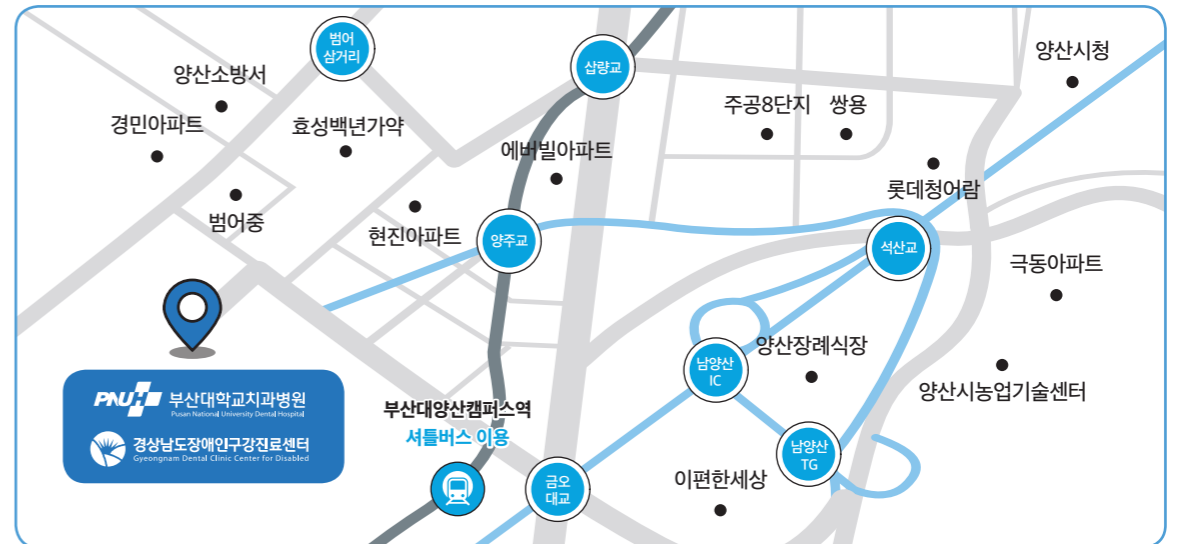 범어
삼거리
삽량교
양산시청
양산소방서
주공8단지
쌍용
경민아파트
효성백년가약
에버빌아파트
롯데청어람
범어중
현진아파트
양주교
석산교
극동아파트
양산장례식장
남양산
IC
양산시농업기술센터
PNUH 부산대학교치과병원
Pusan National University Dental Hospital
경상남도장애인구강진료센터
Gyeongnam Dental Clinic Center for Disabled
부산대양산캠퍼스역
셔틀버스 이용
남양산
TG
이편한세상
금오
대교